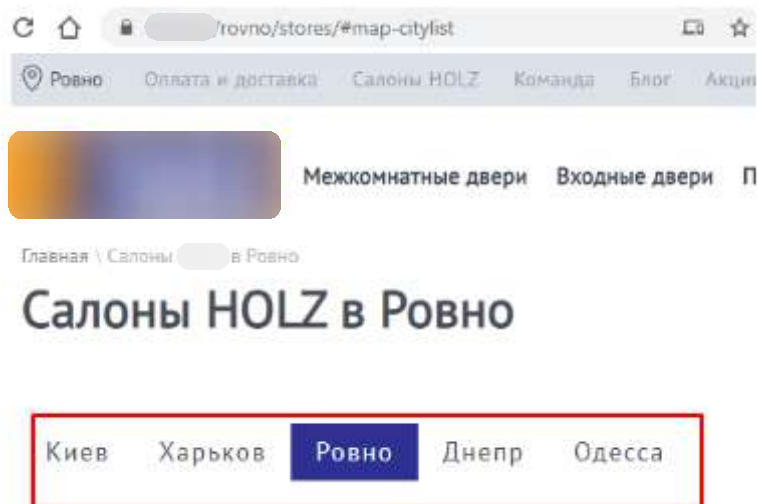 /rovno/stores/#map-citylist
Ровно Оплата и доставка Салоны HOLZ Команда Блог
Межкомнатные двери Входные двери П
Главная \ Салоны в Ровно
Салоны HOLZ в Ровно
Киев Харьков Ровно Днепр Одесса